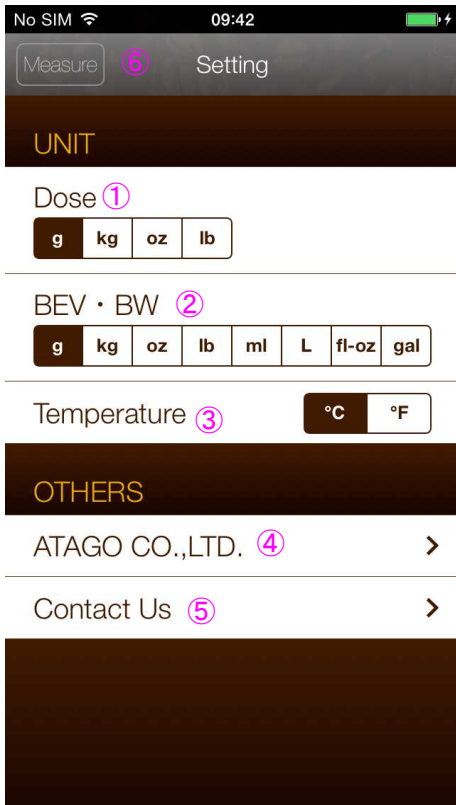 No SIM 09:42
Measure ⑥ Setting
UNIT
Dose ①
g kg oz lb
BEV・BW ②
g kg oz lb ml L fl-oz gal
Temperature ③ °C °F
OTHERS
ATAGO CO.,LTD. ④
Contact Us ⑤